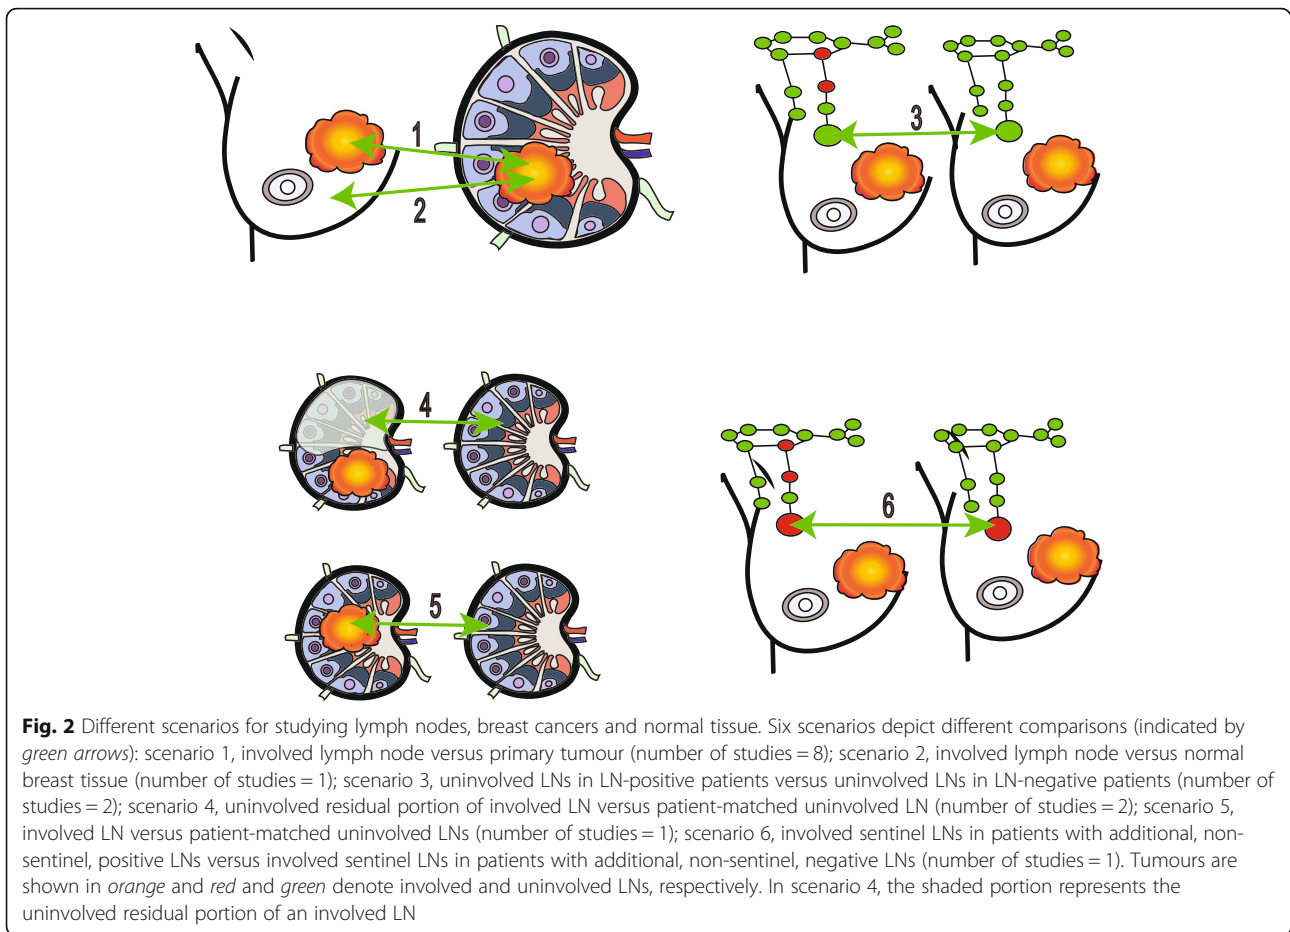 1
2
3
4
5
6
Fig. 2 Different scenarios for studying lymph nodes, breast cancers and normal tissue. Six scenarios depict different comparisons (indicated by
green arrows): scenario 1, involved lymph node versus primary tumour (number of studies = 8); scenario 2, involved lymph node versus normal
breast tissue (number of studies = 1); scenario 3, uninvolved LNs in LN-positive patients versus uninvolved LNs in LN-negative patients (number of
studies = 2); scenario 4, uninvolved residual portion of involved LN versus patient-matched uninvolved LN (number of studies = 2); scenario 5,
involved LN versus patient-matched uninvolved LNs (number of studies = 1); scenario 6, involved sentinel LNs in patients with additional, non-
sentinel, positive LNs versus involved sentinel LNs in patients with additional, non-sentinel, negative LNs (number of studies = 1). Tumours are
shown in orange and red and green denote involved and uninvolved LNs, respectively. In scenario 4, the shaded portion represents the
uninvolved residual portion of an involved LN